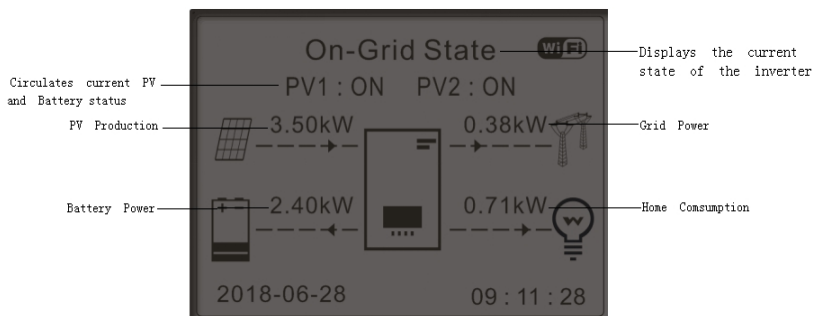 On-Grid State
WiFi
Displays the current
state of the inverter
Circulates current PV
and Battery status
PV1 : ON PV2 : ON
PV Production
3.50kW
0.38kW
Grid Power
Battery Power
+ -
2.40kW
0.71kW
Home Comsumption
2018-06-28
09 : 11 : 28